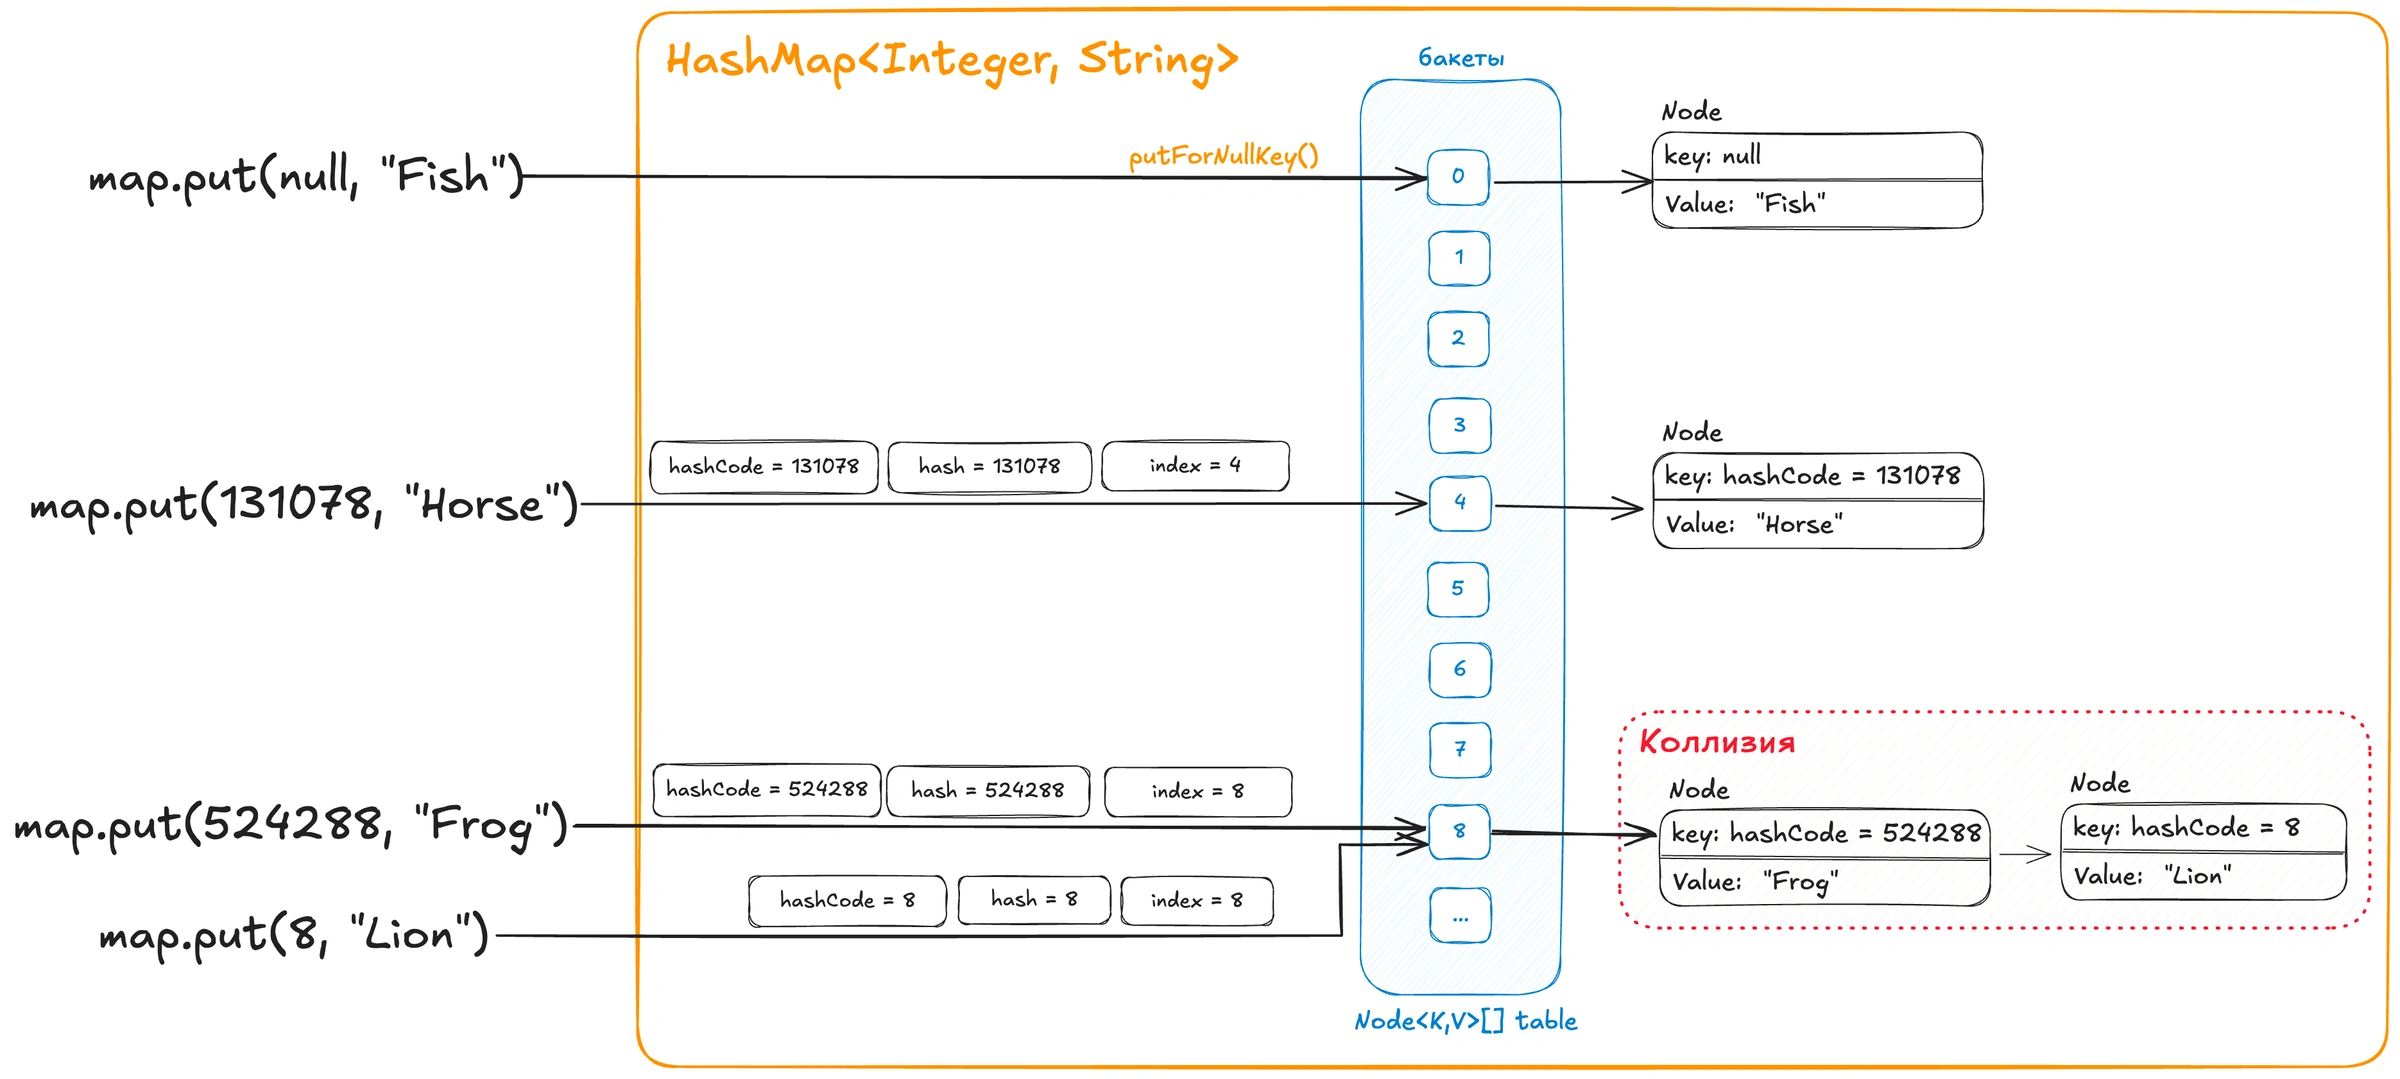 HashMap<Integer, String>
бакеты
map.put(null, "Fish")
putForNullKey()
0
Node
key: null
Value: "Fish"
1
2
3
map.put(131078, "Horse")
hashCode = 131078
hash = 131078
index = 4
4
Node
key: hashCode = 131078
Value: "Horse"
5
6
7
map.put(524288, "Frog")
hashCode = 524288
hash = 524288
index = 8
8
Коллизия
Node
key: hashCode = 524288
Value: "Frog"
Node
key: hashCode = 8
Value: "Lion"
map.put(8, "Lion")
hashCode = 8
hash = 8
index = 8
...
Node<K,V>[] table